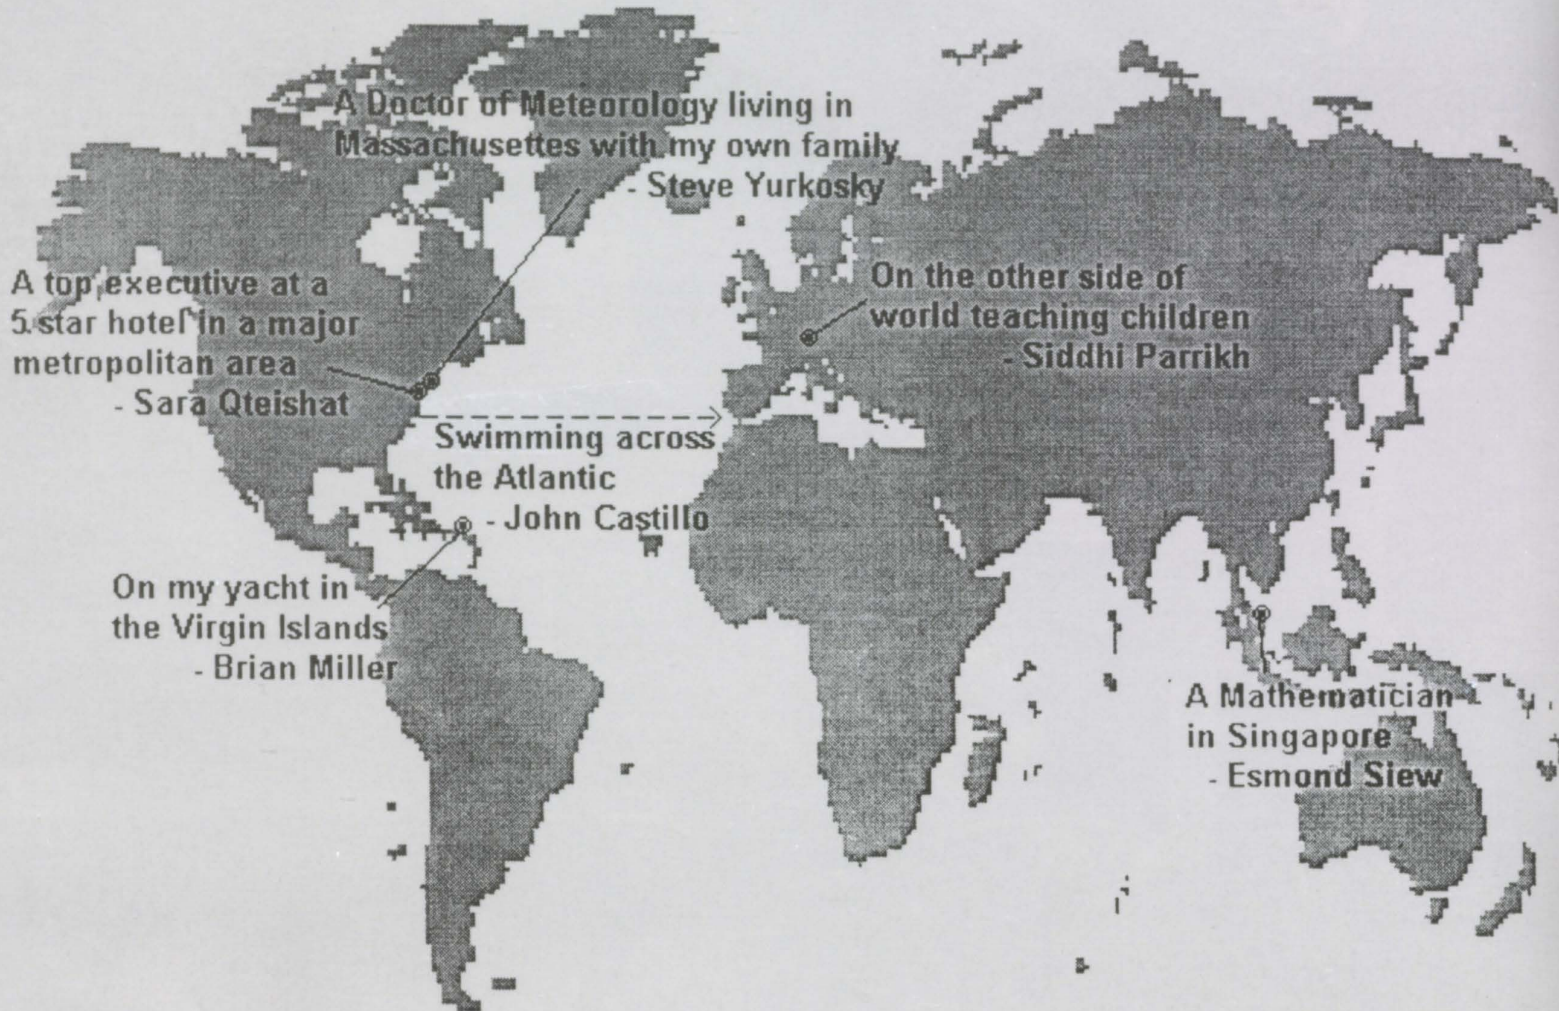 A Doctor of Meteorology living in
Massachusettes with my own family
- Steve Yurkosky
A top executive at a
5 star hotel in a major
metropolitan area
- Sara Qteishat
On the other side of
world teaching children
- Siddhi Parrikh
Swimming across
the Atlantic
- John Castillo
On my yacht in
the Virgin Islands
- Brian Miller
A Mathematician
in Singapore
- Esmond Siew